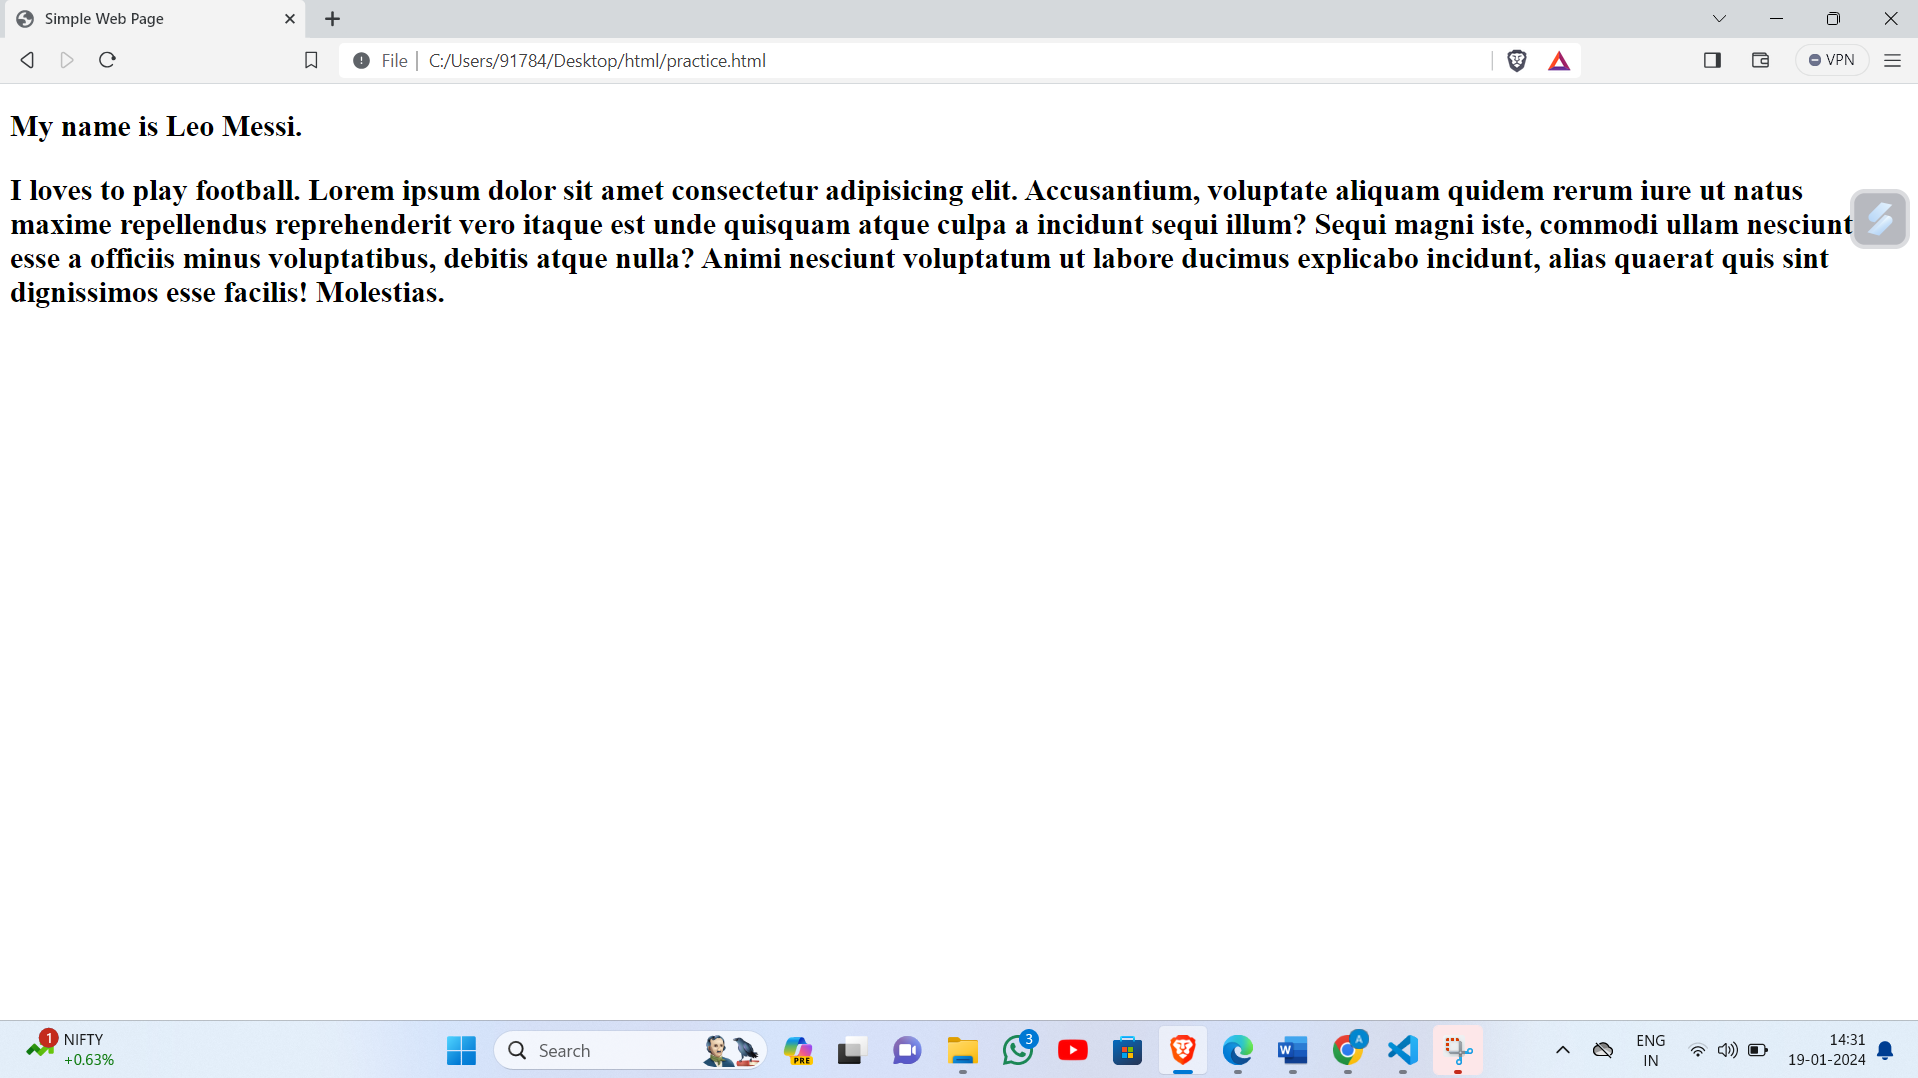 Simple Web Page
File C:/Users/91784/Desktop/html/practice.html
VPN
My name is Leo Messi.
I loves to play football. Lorem ipsum dolor sit amet consectetur adipisicing elit. Accusantium, voluptate aliquam quidem rerum iure ut natus
maxime repellendus reprehenderit vero itaque est unde quisquam atque culpa a incidunt sequi illum? Sequi magni iste, commodi ullam nesciunt
esse a officiis minus voluptatibus, debitis atque nulla? Animi nesciunt voluptatum ut labore ducimus explicabo incidunt, alias quaerat quis sint
dignissimos esse facilis! Molestias.
1
NIFTY
+0.63%
Search
PRE
3
W
A
ENG
IN
14:31
19-01-2024